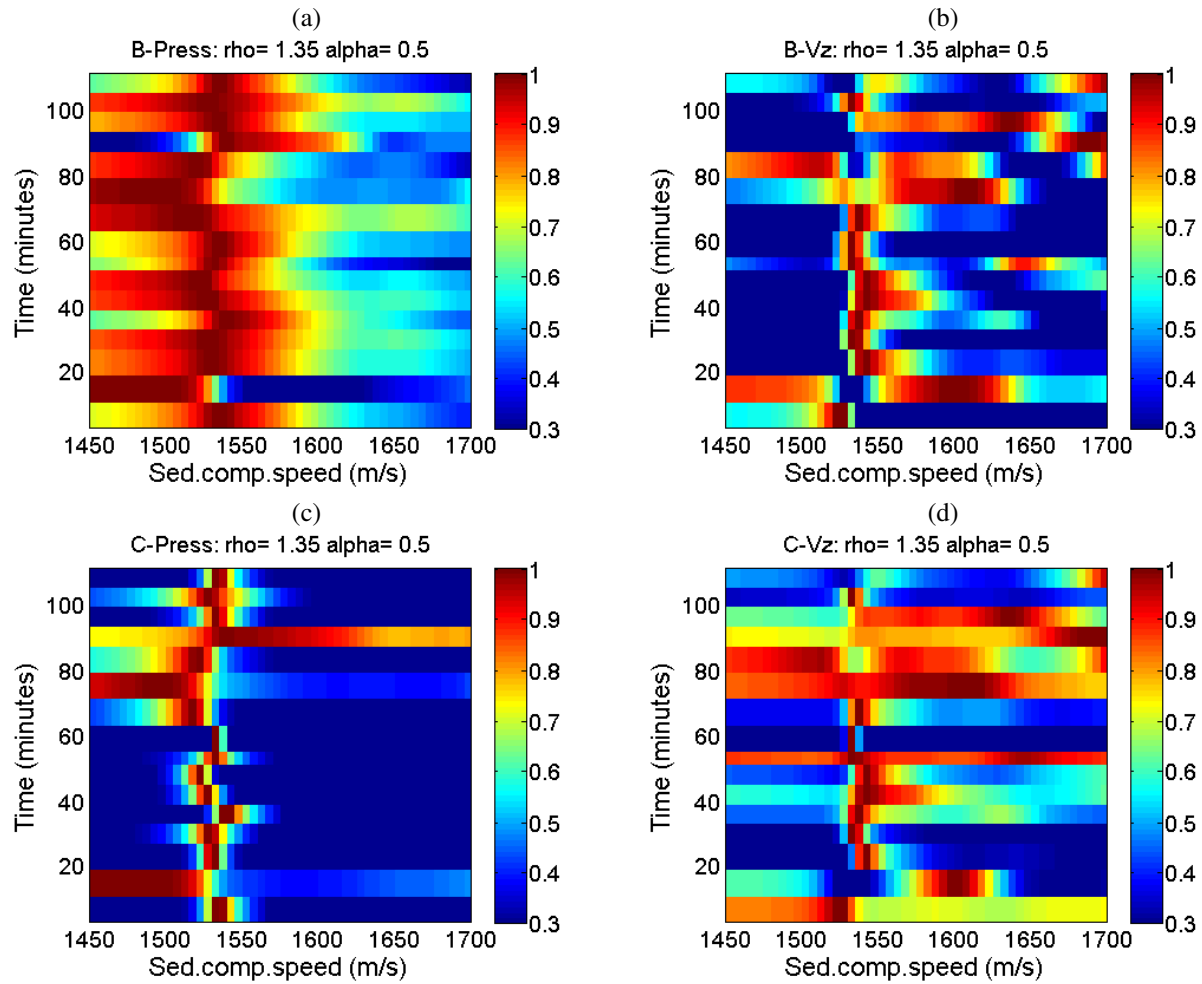 (a)
B-Press: rho= 1.35 alpha= 0.5
Time (minutes)
100
80
60
40
20
1450 1500 1550 1600 1650 1700
Sed.comp.speed (m/s)
1
0.9
0.8
0.7
0.6
0.5
0.4
0.3
(b)
B-Vz: rho= 1.35 alpha= 0.5
Time (minutes)
100
80
60
40
20
1450 1500 1550 1600 1650 1700
Sed.comp.speed (m/s)
1
0.9
0.8
0.7
0.6
0.5
0.4
0.3
(c)
C-Press: rho= 1.35 alpha= 0.5
Time (minutes)
100
80
60
40
20
1450 1500 1550 1600 1650 1700
Sed.comp.speed (m/s)
1
0.9
0.8
0.7
0.6
0.5
0.4
0.3
(d)
C-Vz: rho= 1.35 alpha= 0.5
Time (minutes)
100
80
60
40
20
1450 1500 1550 1600 1650 1700
Sed.comp.speed (m/s)
1
0.9
0.8
0.7
0.6
0.5
0.4
0.3